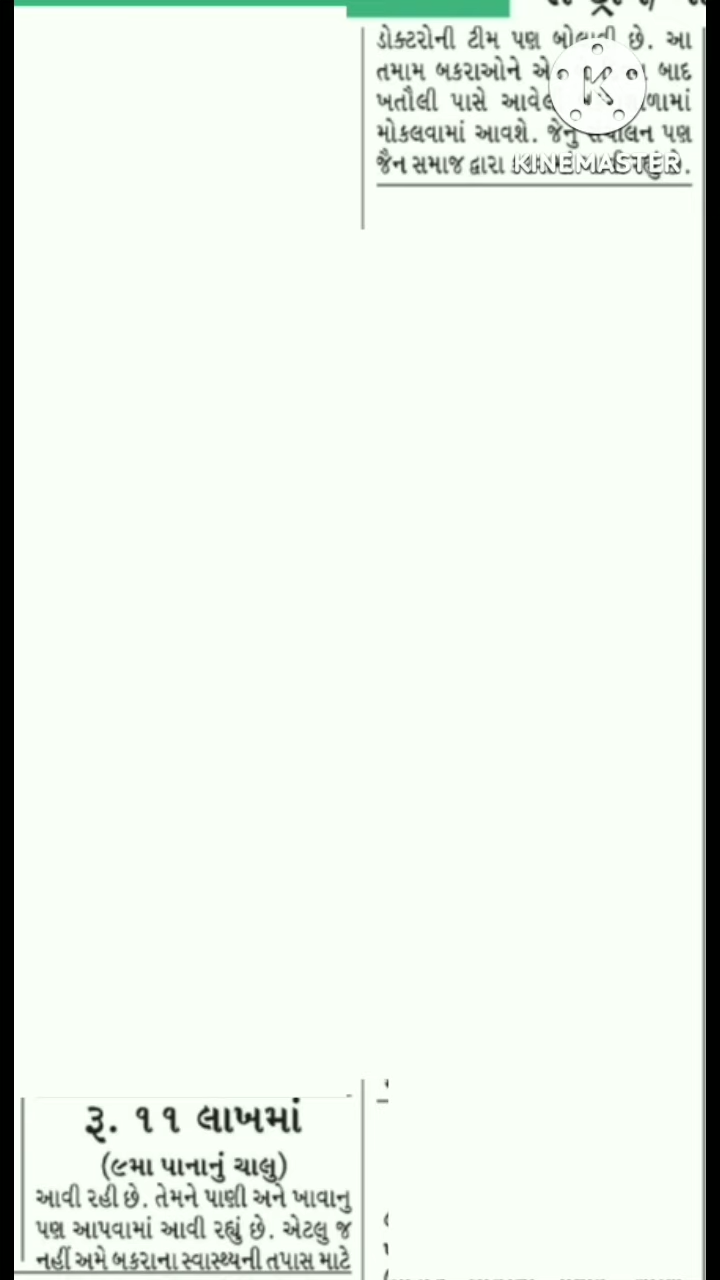 ડોક્ટરોની ટીમ પણ બોલાવી છે. આ
તમામ બકરાઓને બાદ
ખતૌલી પાસે
મોકલવામાં આવશે. જેનું સંચાલન પણ
જૈન સમાજ દ્વારા
KINEMASTER
રૂ. ૧૧ લાખમાં
(૯મા પાનાનું ચાલુ)
આવી રહી છે. તેમને પાણી અને ખાવાનુ
પણ આપવામાં આવી રહ્યું છે. એટલુ જ
નહીં અમે બકરાના સ્વાસ્થ્યની તપાસ માટે